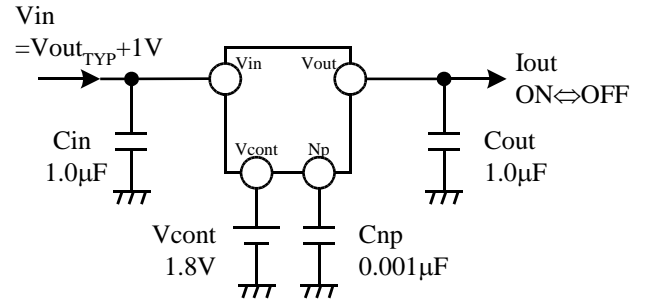 Vin
=VoutTYP+1V
Vin
Vout
Iout
ON⇔OFF
Cin
1.0μF
Vcont
Np
Cout
1.0μF
Vcont
1.8V
Cnp
0.001μF